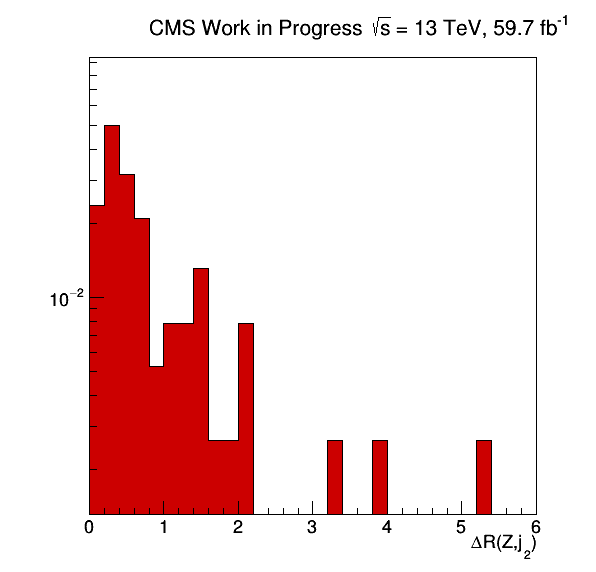 CMS Work in Progress √s = 13 TeV, 59.7 fb⁻¹
10⁻²
0 1 2 3 4 5 6
ΔR(Z,j₂)